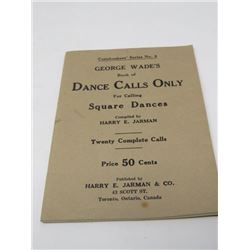 Cornhuskers' Series No. 3
GEORGE WADE'S
Book of
DANCE CALLS ONLY
For Calling
Square Dances
Compiled by
HARRY E. JARMAN
Twenty Complete Calls
Price 50 Cents
Published by
HARRY E. JARMAN & CO.
43 SCOTT ST.
Toronto, Ontario, Canada